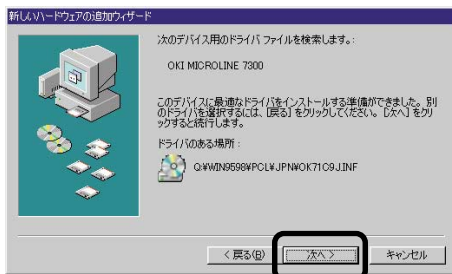 新しいハードウェアの追加ウィザード
次のデバイス用のドライバ ファイルを検索します。:
OKI MICROLINE 7300
このデバイスに最適なドライバをインストールする準備ができました。別
のドライバを選択するには、[戻る] をクリックしてください。[次へ] をクリ
ックすると続行します。
ドライバのある場所 :
Q:¥WIN9598¥PCL¥JPN¥OK71C9J.INF
< 戻る(B)
次へ >
キャンセル